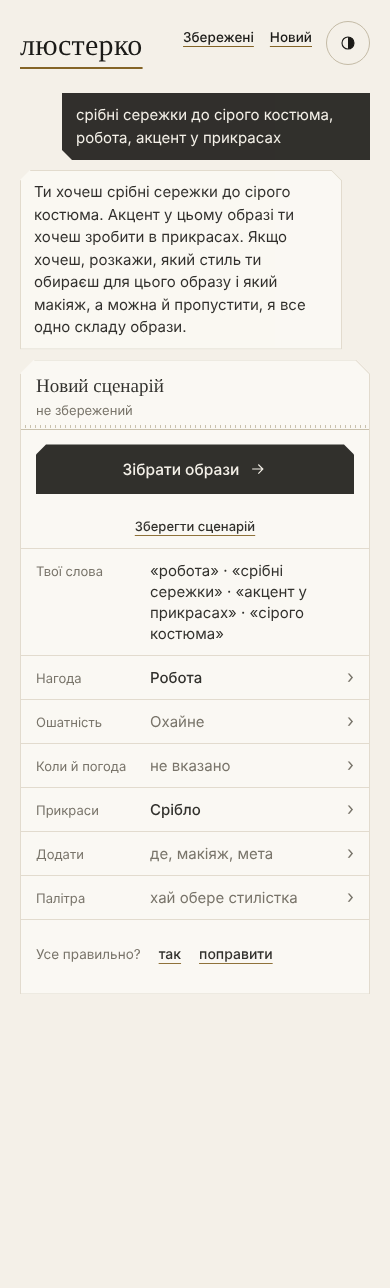 люстерко
Збережені Новий
срібні сережки до сірого костюма,
робота, акцент у прикрасах
Ти хочеш срібні сережки до сірого
костюма. Акцент у цьому образі ти
хочеш зробити в прикрасах. Якщо
хочеш, розкажи, який стиль ти
обираєш для цього образу і який
макіяж, а можна й пропустити, я все
одно складу образи.
Новий сценарій
не збережений
Зібрати образи →
Зберегти сценарій
Твої слова «робота» · «срібні
сережки» · «акцент у
прикрасах» · «сірого
костюма»
Нагода Робота ›
Ошатність Охайне ›
Коли й погода не вказано ›
Прикраси Срібло ›
Додати де, макіяж, мета ›
Палітра хай обере стилістка ›
Усе правильно? так поправити